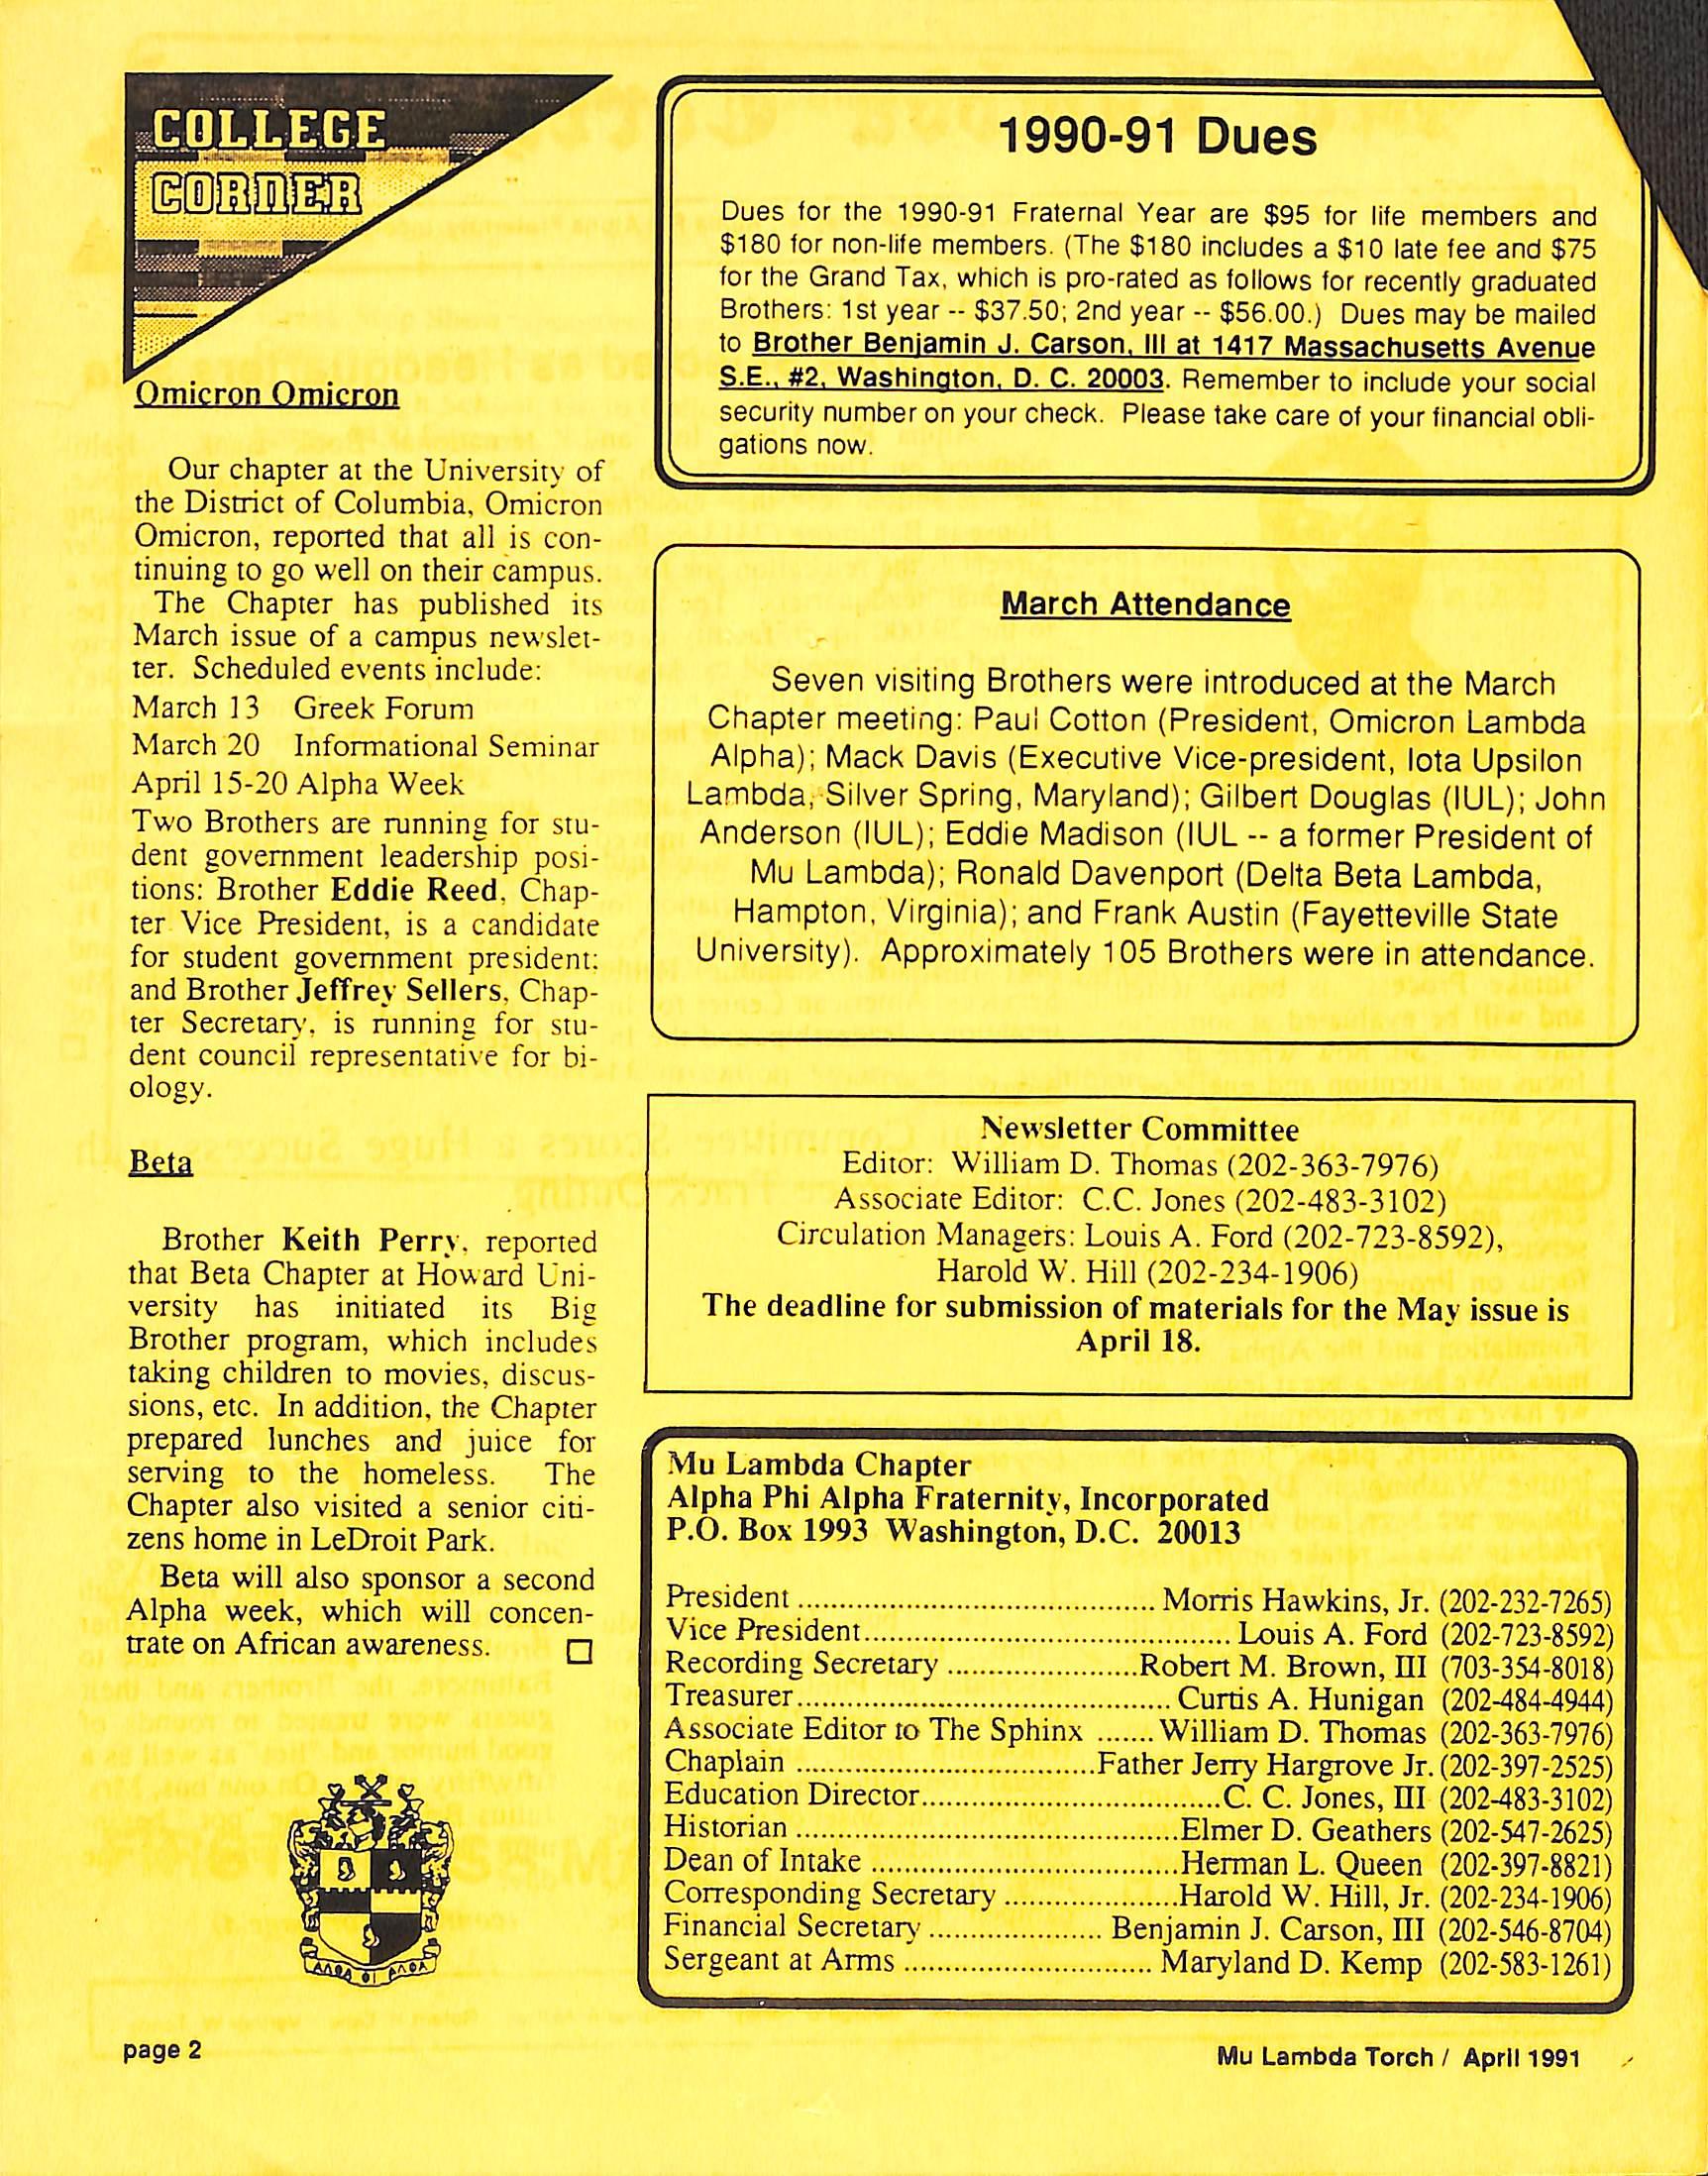 COLLEGE
CORNER
Omicron Omicron
Our chapter at the University of
the District of Columbia, Omicron
Omicron, reported that all is con-
tinuing to go well on their campus.
The Chapter has published its
March issue of a campus newslet-
ter. Scheduled events include:
March 13 Greek Forum
March 20 Informational Seminar
April 15-20 Alpha Week
Two Brothers are running for stu-
dent government leadership posi-
tions: Brother Eddie Reed, Chap-
ter Vice President, is a candidate
for student government president;
and Brother Jeffrey Sellers, Chap-
ter Secretary, is running for stu-
dent council representative for bi-
ology.
Beta
Brother Keith Perry, reported
that Beta Chapter at Howard Uni-
versity has initiated its Big
Brother program, which includes
taking children to movies, discus-
sions, etc. In addition, the Chapter
prepared lunches and juice for
serving to the homeless. The
Chapter also visited a senior citi-
zens home in LeDroit Park.
Beta will also sponsor a second
Alpha week, which will concen-
trate on African awareness.
1990-91 Dues
Dues for the 1990-91 Fraternal Year are $95 for life members and
$180 for non-life members. (The $180 includes a $10 late fee and $75
for the Grand Tax, which is pro-rated as follows for recently graduated
Brothers: 1st year -- $37.50; 2nd year -- $56.00.) Dues may be mailed
to Brother Benjamin J. Carson, III at 1417 Massachusetts Avenue
S.E., #2, Washington, D. C. 20003. Remember to include your social
security number on your check. Please take care of your financial obli-
gations now.
March Attendance
Seven visiting Brothers were introduced at the March
Chapter meeting: Paul Cotton (President, Omicron Lambda
Alpha); Mack Davis (Executive Vice-president, Iota Upsilon
Lambda, Silver Spring, Maryland); Gilbert Douglas (IUL); John
Anderson (IUL); Eddie Madison (IUL -- a former President of
Mu Lambda); Ronald Davenport (Delta Beta Lambda,
Hampton, Virginia); and Frank Austin (Fayetteville State
University). Approximately 105 Brothers were in attendance.
Newsletter Committee
Editor: William D. Thomas (202-363-7976)
Associate Editor: C.C. Jones (202-483-3102)
Circulation Managers: Louis A. Ford (202-723-8592),
Harold W. Hill (202-234-1906)
The deadline for submission of materials for the May issue is
April 18.
Mu Lambda Chapter
Alpha Phi Alpha Fraternity, Incorporated
P.O. Box 1993 Washington, D.C. 20013
President ........................................ Morris Hawkins, Jr. (202-232-7265)
Vice President......................................... Louis A. Ford (202-723-8592)
Recording Secretary .....................Robert M. Brown, III (703-354-8018)
Treasurer.......................................... Curtis A. Hunigan (202-484-4944)
Associate Editor to The Sphinx ....... William D. Thomas (202-363-7976)
Chaplain .................................Father Jerry Hargrove Jr. (202-397-2525)
Education Director..................................C. C. Jones, III (202-483-3102)
Historian ...........................................Elmer D. Geathers (202-547-2625)
Dean of Intake ..................................Herman L. Queen (202-397-8821)
Corresponding Secretary ...................Harold W. Hill, Jr. (202-234-1906)
Financial Secretary ................... Benjamin J. Carson, III (202-546-8704)
Sergeant at Arms ............................ Maryland D. Kemp (202-583-1261)
page 2
Mu Lambda Torch / April 1991